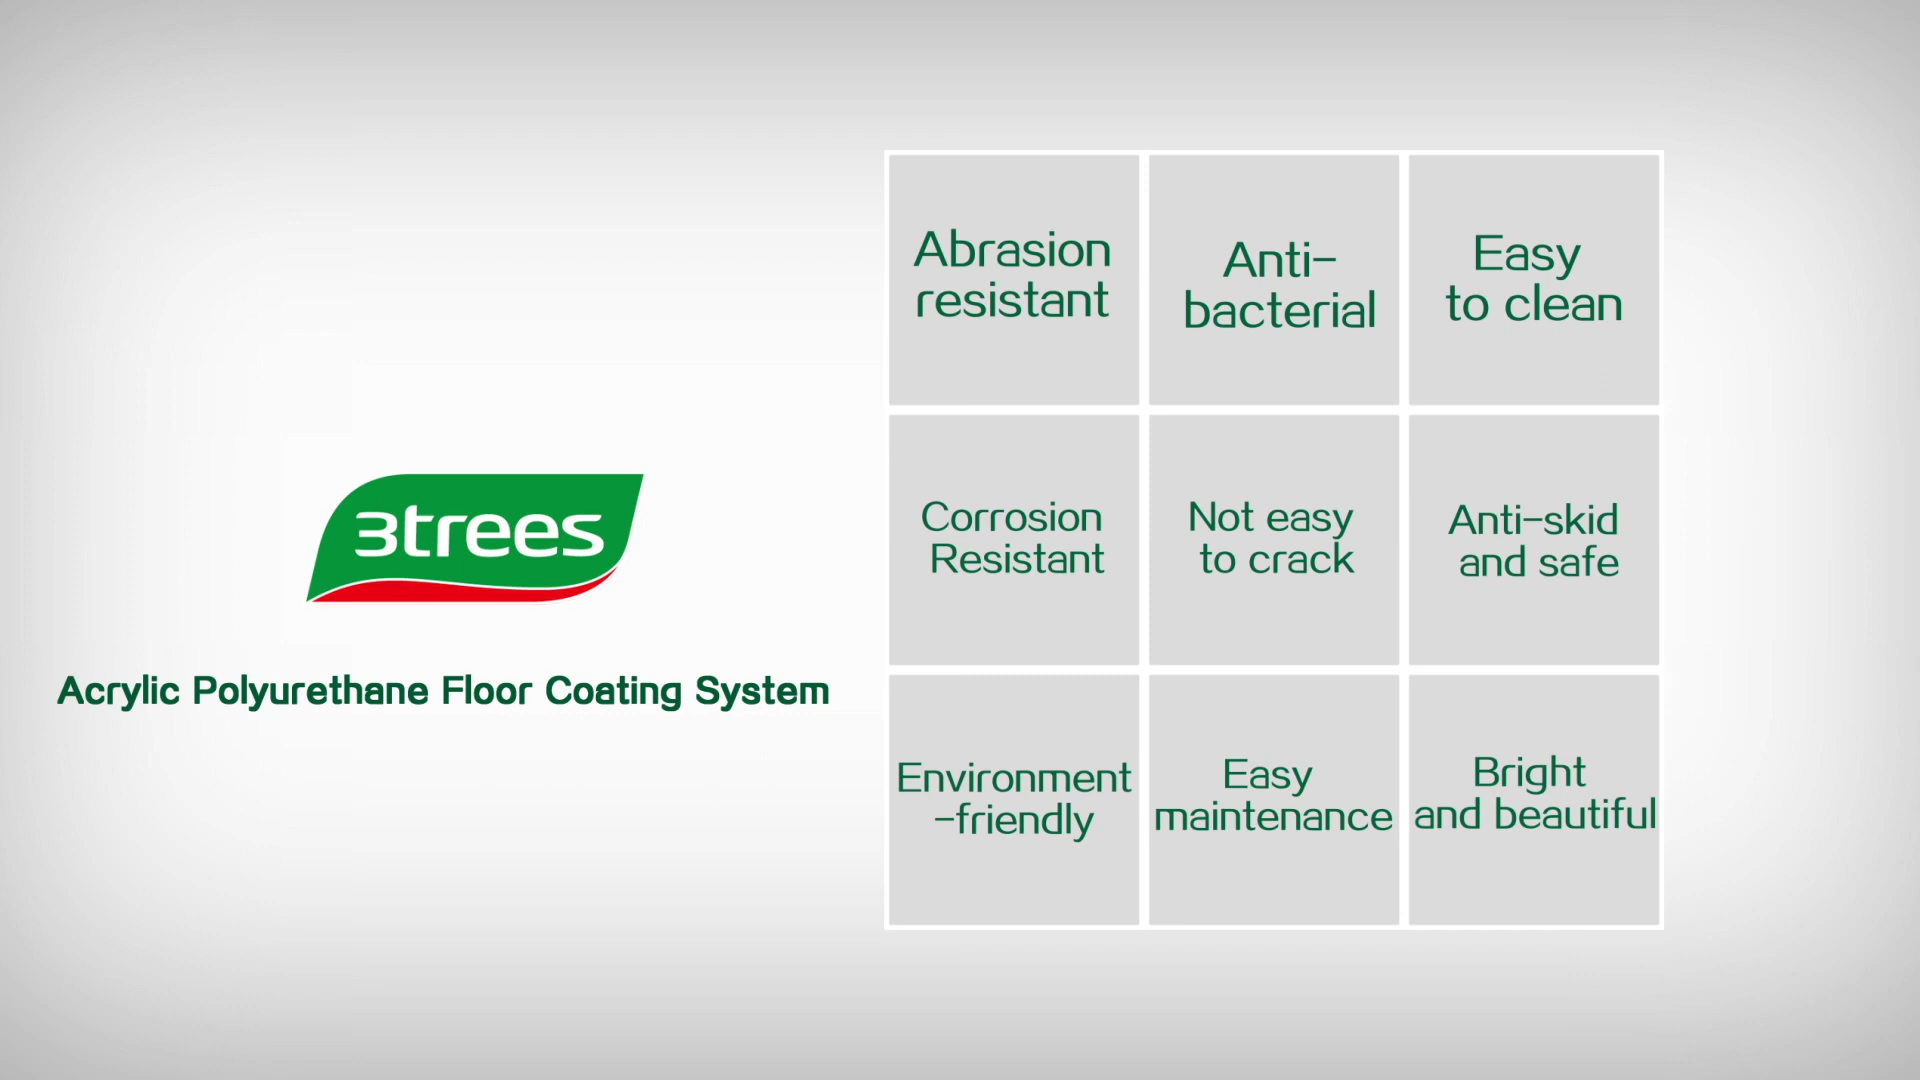 3trees
Acrylic Polyurethane Floor Coating System
Abrasion
resistant
Anti-
bacterial
Easy
to clean
Corrosion
Resistant
Not easy
to crack
Anti-skid
and safe
Environment
-friendly
Easy
maintenance
Bright
and beautiful